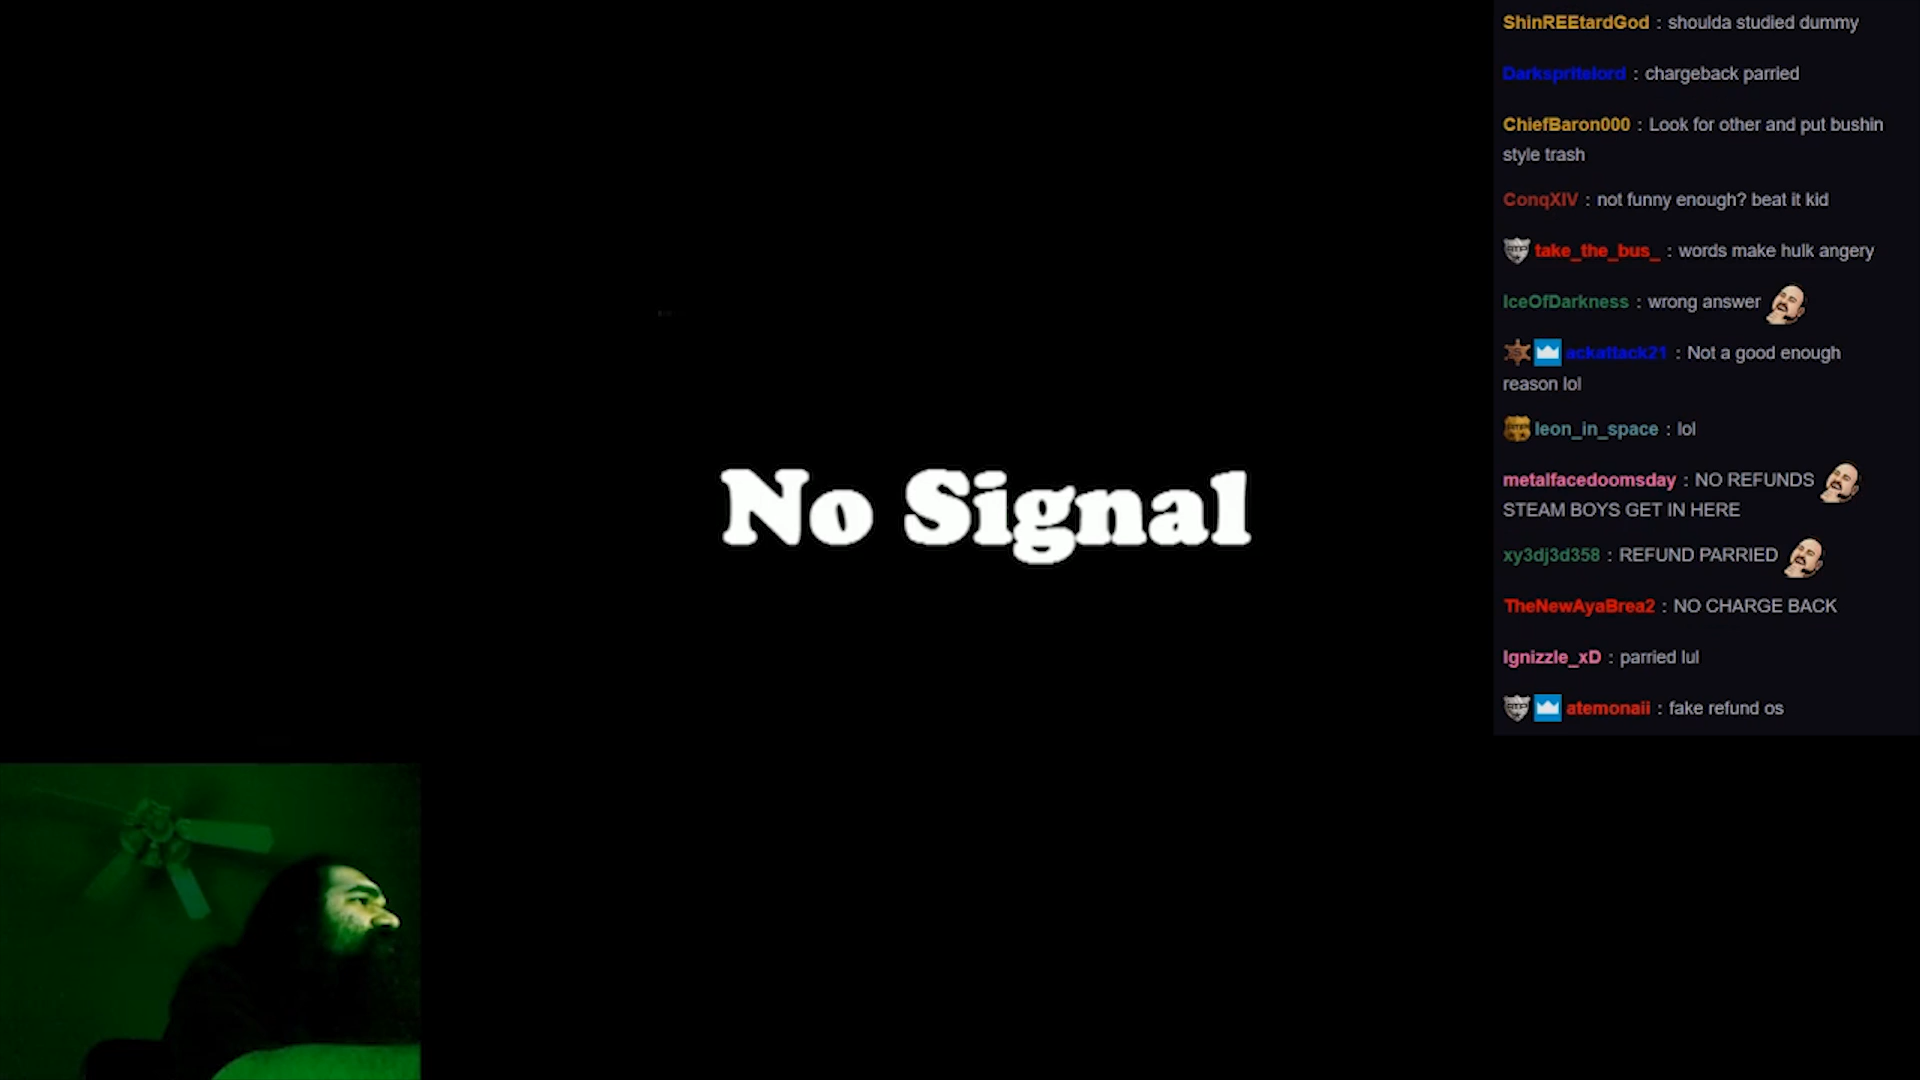 ShinREEtardGod : shoulda studied dummy
Darkspritelord : chargeback parried
ChiefBaron000 : Look for other and put bushin
style trash
ConqXIV : not funny enough? beat it kid
take_the_bus_ : words make hulk angery
IceOfDarkness : wrong answer
ackattack21 : Not a good enough
reason lol
leon_in_space : lol
metalfacedoomsday : NO REFUNDS
STEAM BOYS GET IN HERE
xy3dj3d358 : REFUND PARRIED
TheNewAyaBrea2 : NO CHARGE BACK
Ignizzle_xD : parried lul
atemonaii : fake refund os
No Signal